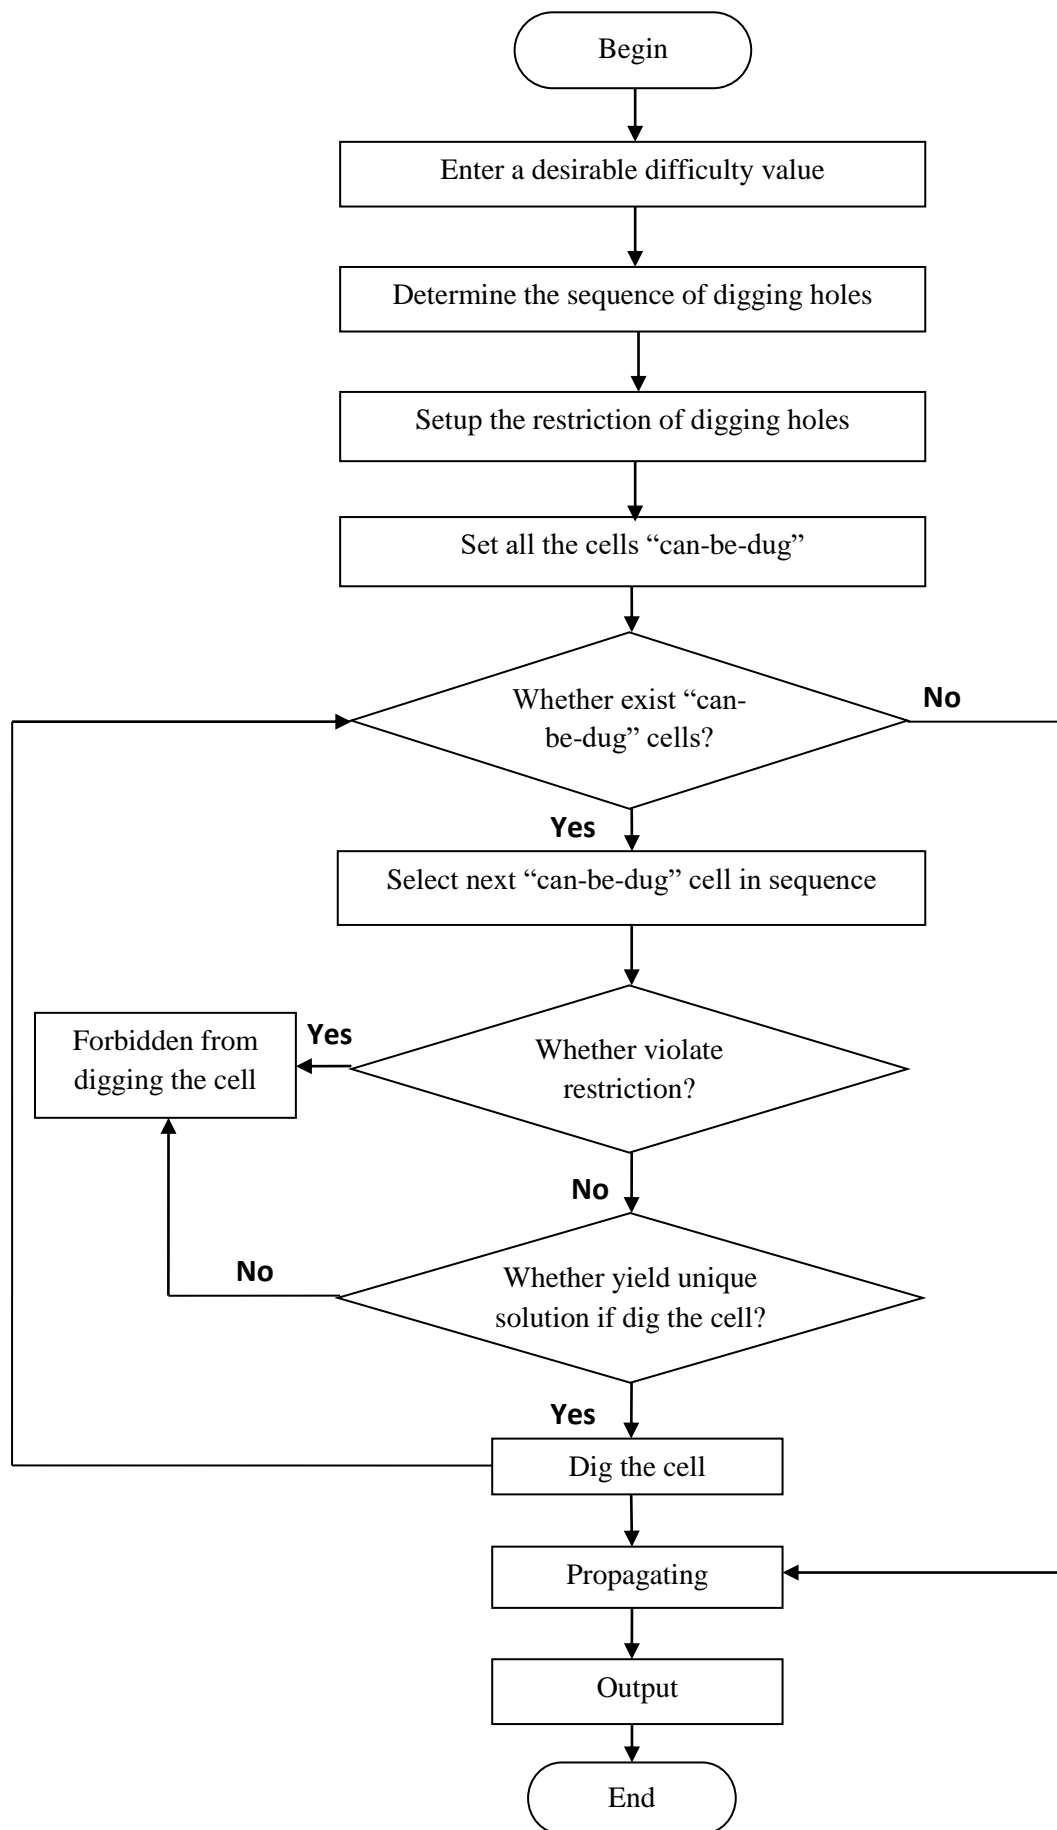 Begin
Enter a desirable difficulty value
Determine the sequence of digging holes
Setup the restriction of digging holes
Set all the cells “can-be-dug”
Whether exist “can-
be-dug” cells?
No
Yes
Select next “can-be-dug” cell in sequence
Whether violate
restriction?
Yes
Forbidden from
digging the cell
No
Whether yield unique
solution if dig the cell?
No
Yes
Dig the cell
Propagating
Output
End